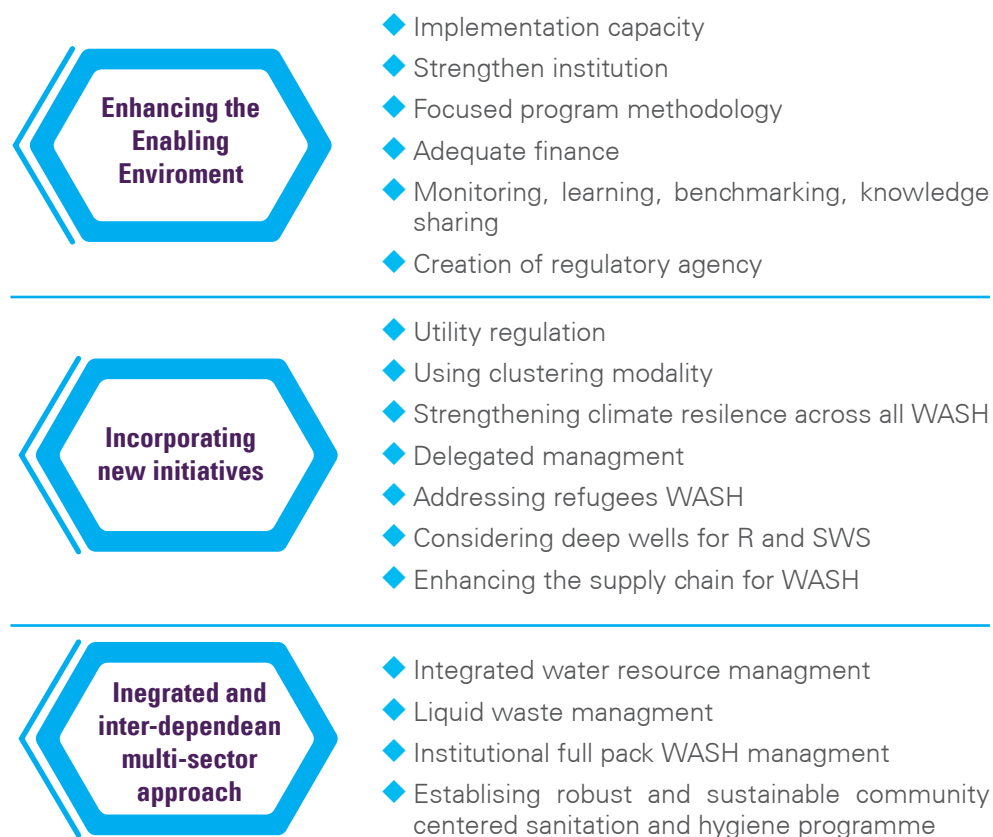 Enhancing the
Enabling
Enviroment
Implementation capacity
Strengthen institution
Focused program methodology
Adequate finance
Monitoring, learning, benchmarking, knowledge
sharing
Creation of regulatory agency
Incorporating
new initiatives
Utility regulation
Using clustering modality
Strengthening climate resilence across all WASH
Delegated managment
Addressing refugees WASH
Considering deep wells for R and SWS
Enhancing the supply chain for WASH
Inegrated and
inter-dependean
multi-sector
approach
Integrated water resource managment
Liquid waste managment
Institutional full pack WASH managment
Establising robust and sustainable community
centered sanitation and hygiene programme